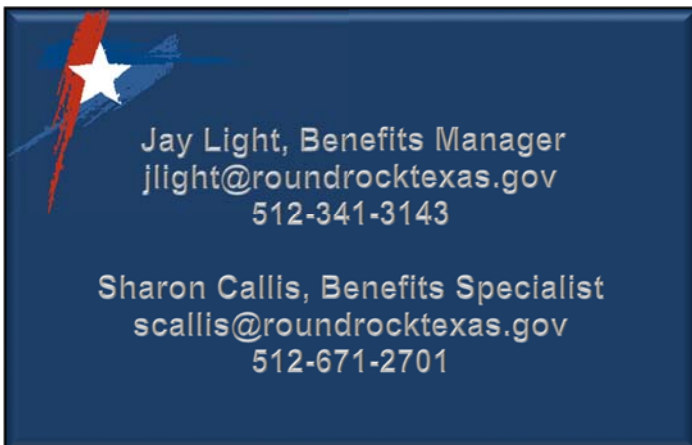 Jay Light, Benefits Manager
jlight@roundrocktexas.gov
512-341-3143
Sharon Callis, Benefits Specialist
scallis@roundrocktexas.gov
512-671-2701